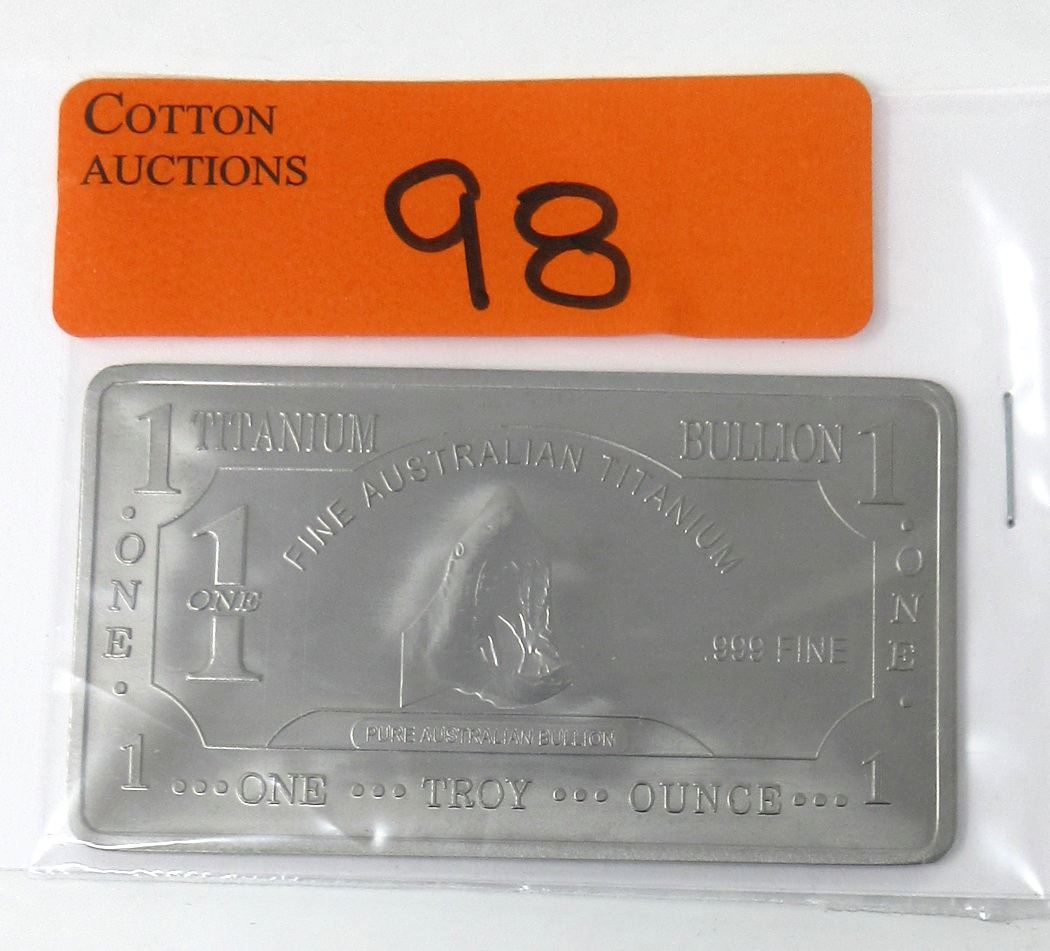 COTTON
AUCTIONS
98
1 TITANIUM BULLION 1
FINE AUSTRALIAN TITANIUM
· ONE ·
1
ONE
.999 FINE
· ONE ·
PURE AUSTRALIAN BULLION
1 ... ONE ... TROY ... OUNCE ... 1